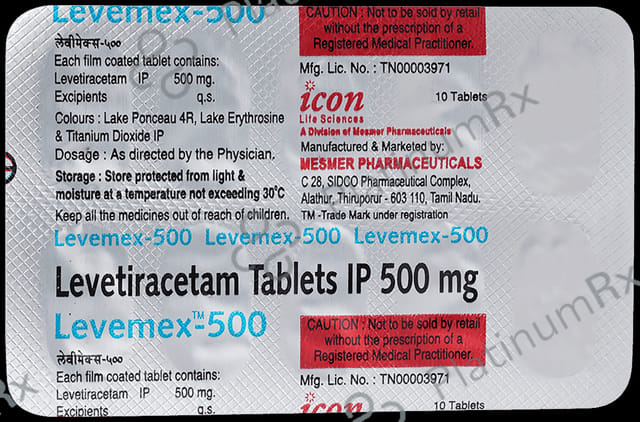 Levemex-500
लेवीमेक्स-५००
Each film coated tablet contains:
Levetiracetam IP 500 mg.
Excipients q.s.
Colours : Lake Ponceau 4R, Lake Erythrosine
& Titanium Dioxide IP
Dosage : As directed by the Physician.
Storage : Store protected from light &
moisture at a temperature not exceeding 30°C
Keep all the medicines out of reach of children.
CAUTION : Not to be sold by retail
without the prescription of a
Registered Medical Practitioner.
Mfg. Lic. No. : TN00003971
icon
10 Tablets
Life Sciences
A Division of Mesmer Pharmaceuticals
Manufactured & Marketed by:
MESMER PHARMACEUTICALS
C 28, SIDCO Pharmaceutical Complex,
Alathur, Thiruporur - 603 110, Tamil Nadu.
TM -Trade Mark under registration
Levemex-500 Levemex-500 Levemex-500
Levetiracetam Tablets IP 500 mg
Levemex™-500
लेवीमेक्स-५००
Each film coated tablet contains:
Levetiracetam IP 500 mg.
Excipients q.s.
CAUTION : Not to be sold by retail
without the prescription of a
Registered Medical Practitioner.
Mfg. Lic. No. : TN00003971
icon
10 Tablets
PlatinumRx
PlatinumRx